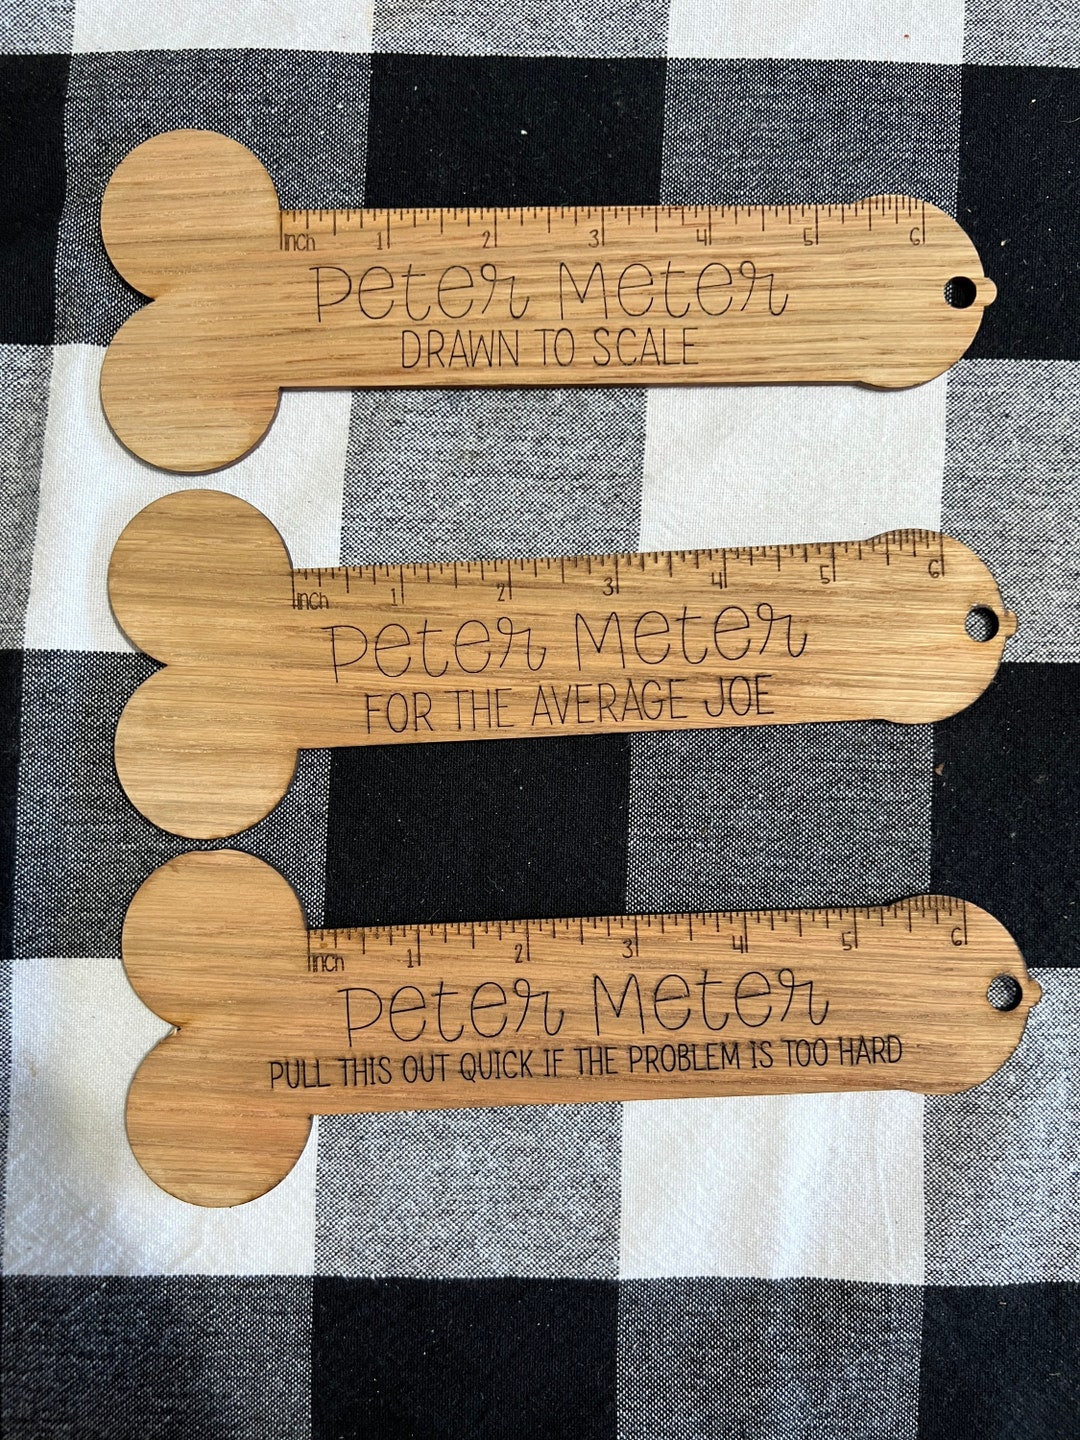 inch 1 2 3 4 5 6
Peter Meter
DRAWN TO SCALE
inch 1 2 3 4 5 6
Peter Meter
FOR THE AVERAGE JOE
inch 1 2 3 4 5 6
Peter Meter
PULL THIS OUT QUICK IF THE PROBLEM IS TOO HARD